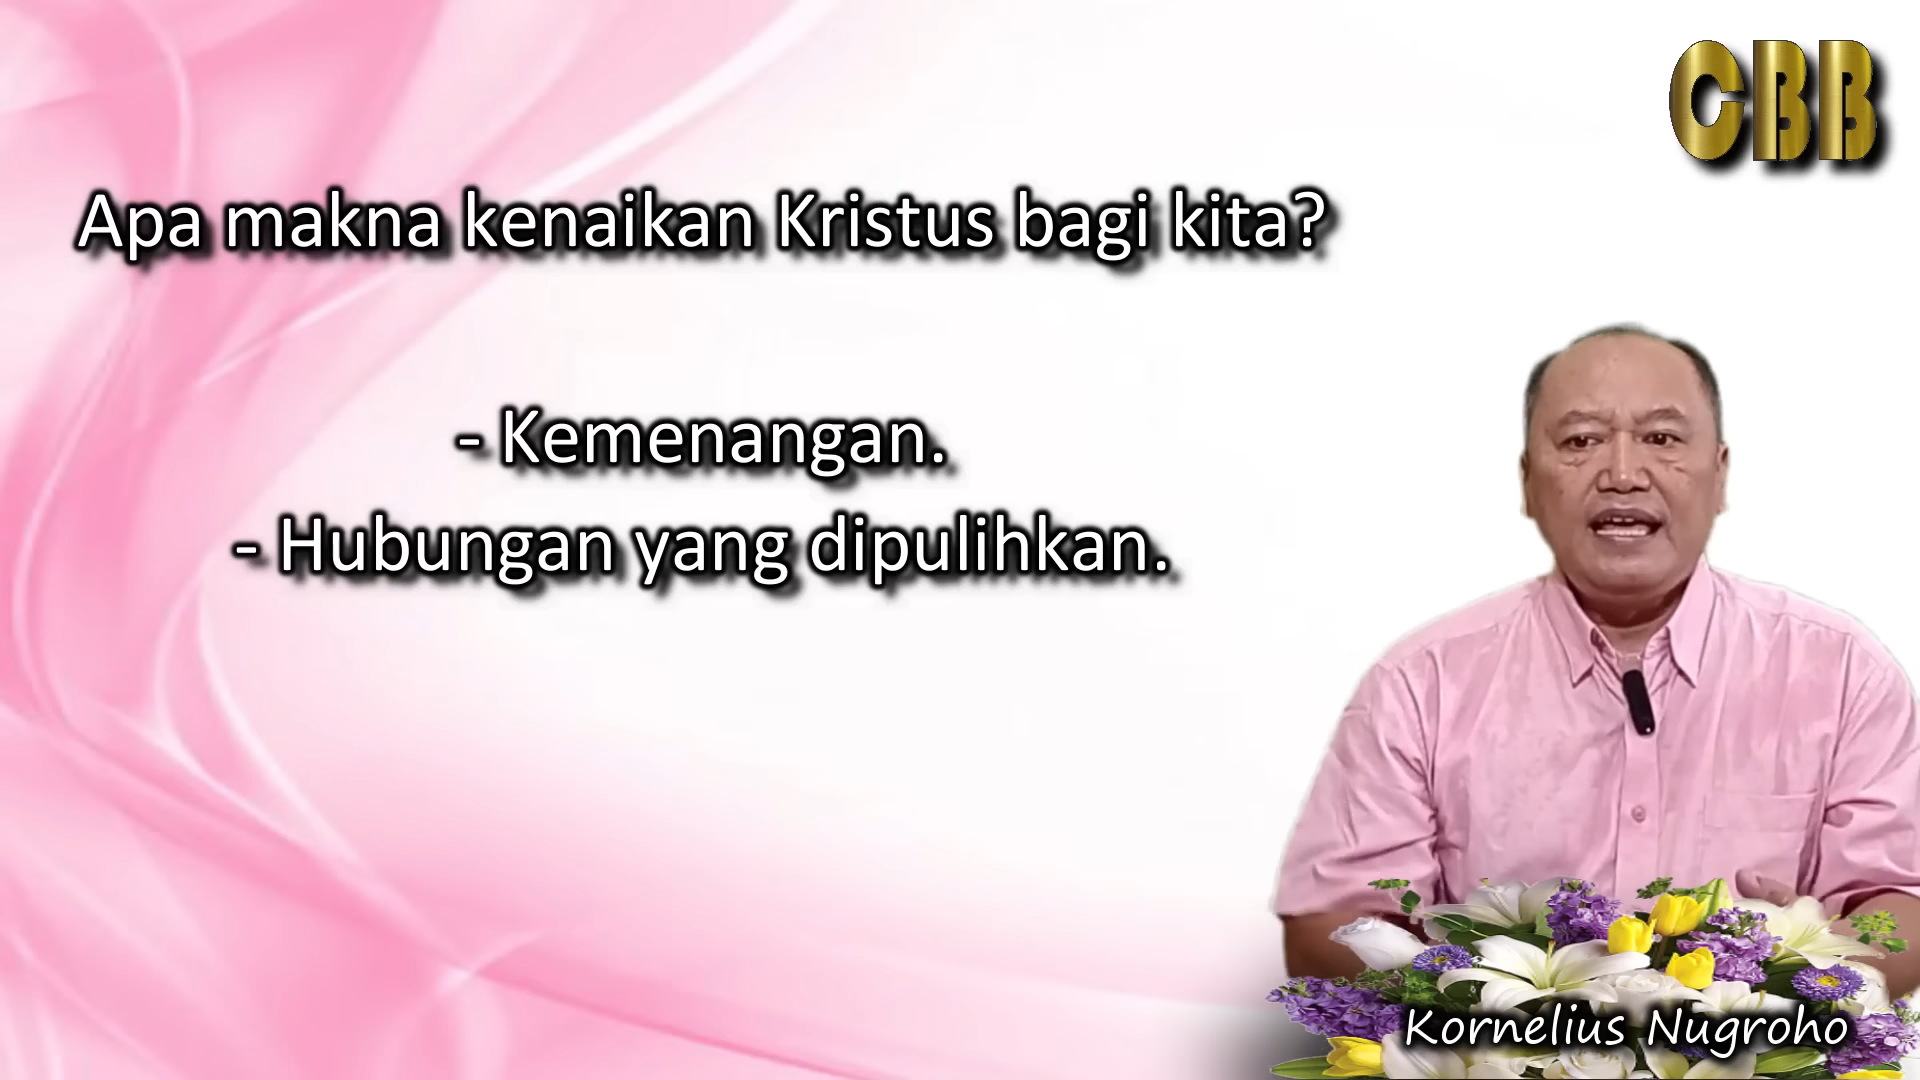 CBB
Apa makna kenaikan Kristus bagi kita?
- Kemenangan.
- Hubungan yang dipulihkan.
Kornelius Nugroho